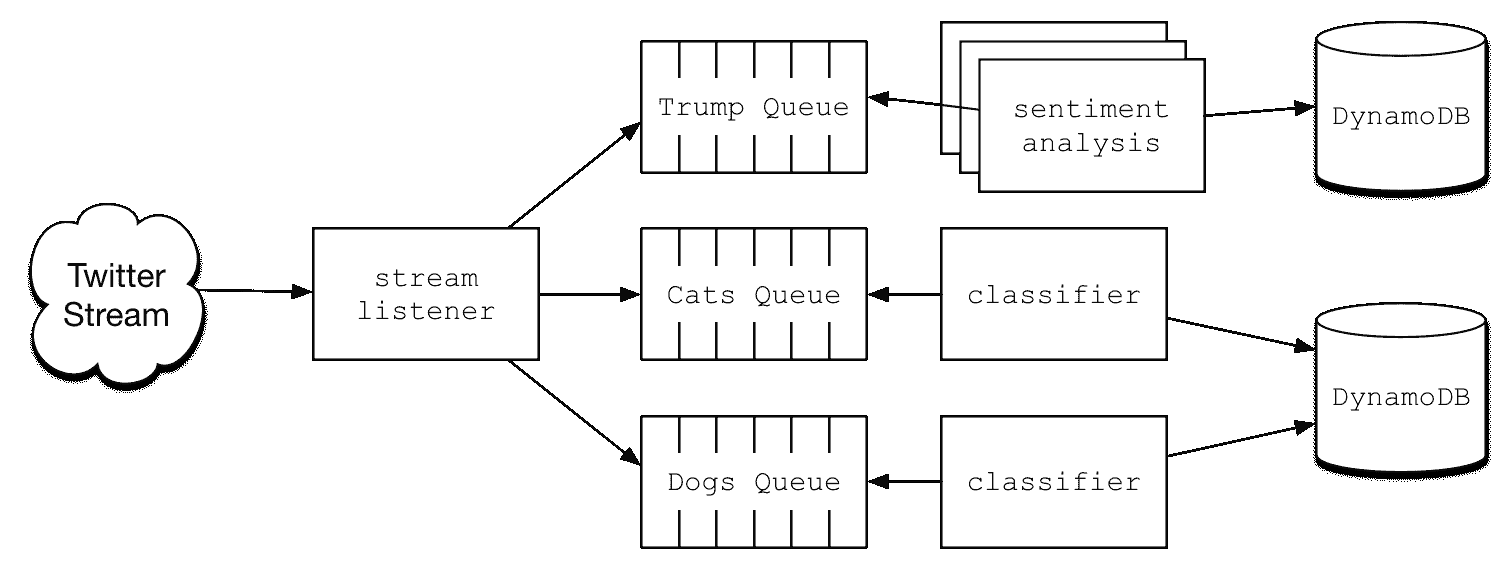 Twitter
Stream
stream
listener
Trump Queue
sentiment
analysis
DynamoDB
Cats Queue
classifier
DynamoDB
Dogs Queue
classifier